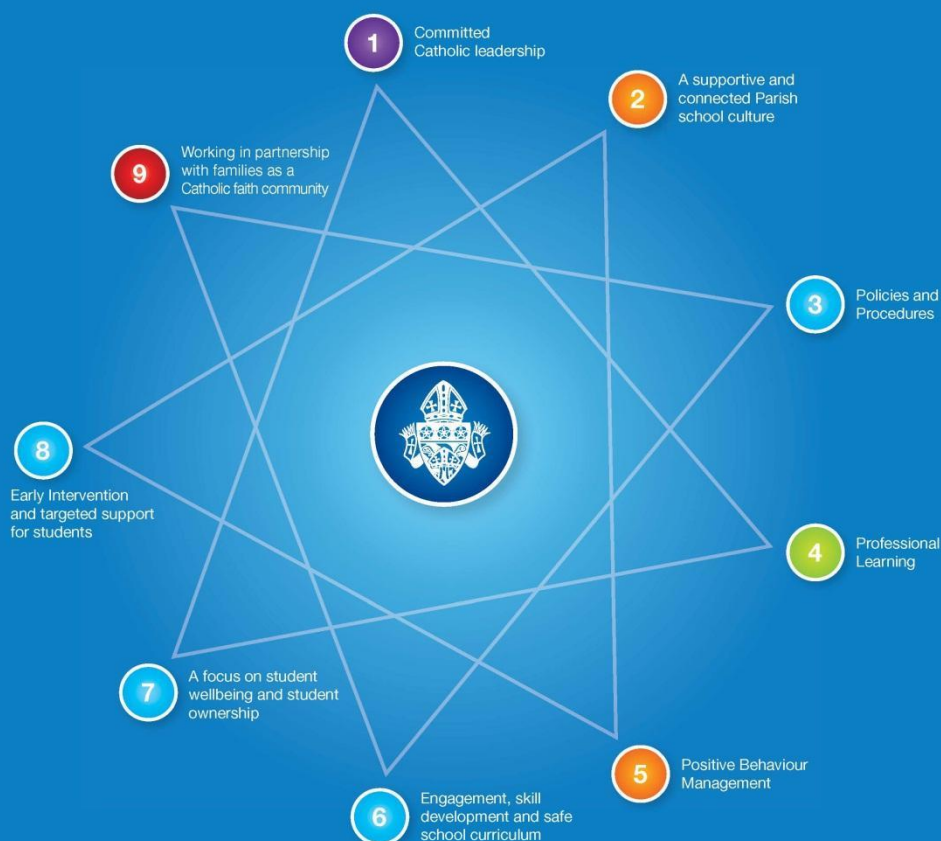 1
Committed
Catholic leadership
2
A supportive and
connected Parish
school culture
9
Working in partnership
with families as a
Catholic faith community
3
Policies and
Procedures
8
Early Intervention
and targeted support
for students
4
Professional
Learning
7
A focus on student
wellbeing and student
ownership
5
Positive Behaviour
Management
6
Engagement, skill
development and safe
school curriculum